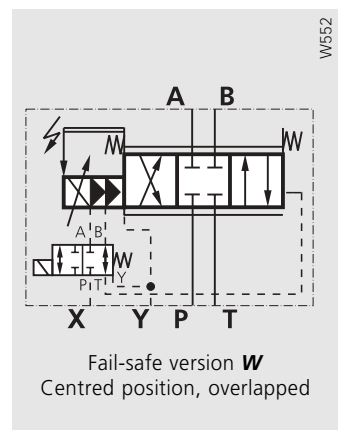 W552
A B
A B
Y
P T
X Y P T
Fail-safe version W
Centred position, overlapped